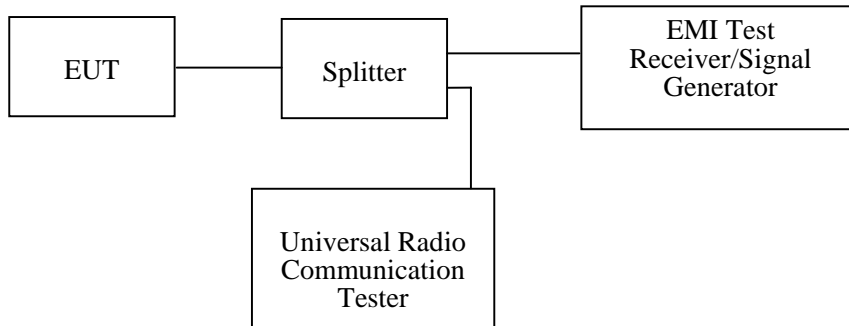 EUT
Splitter
EMI Test
Receiver/Signal
Generator
Universal Radio
Communication
Tester